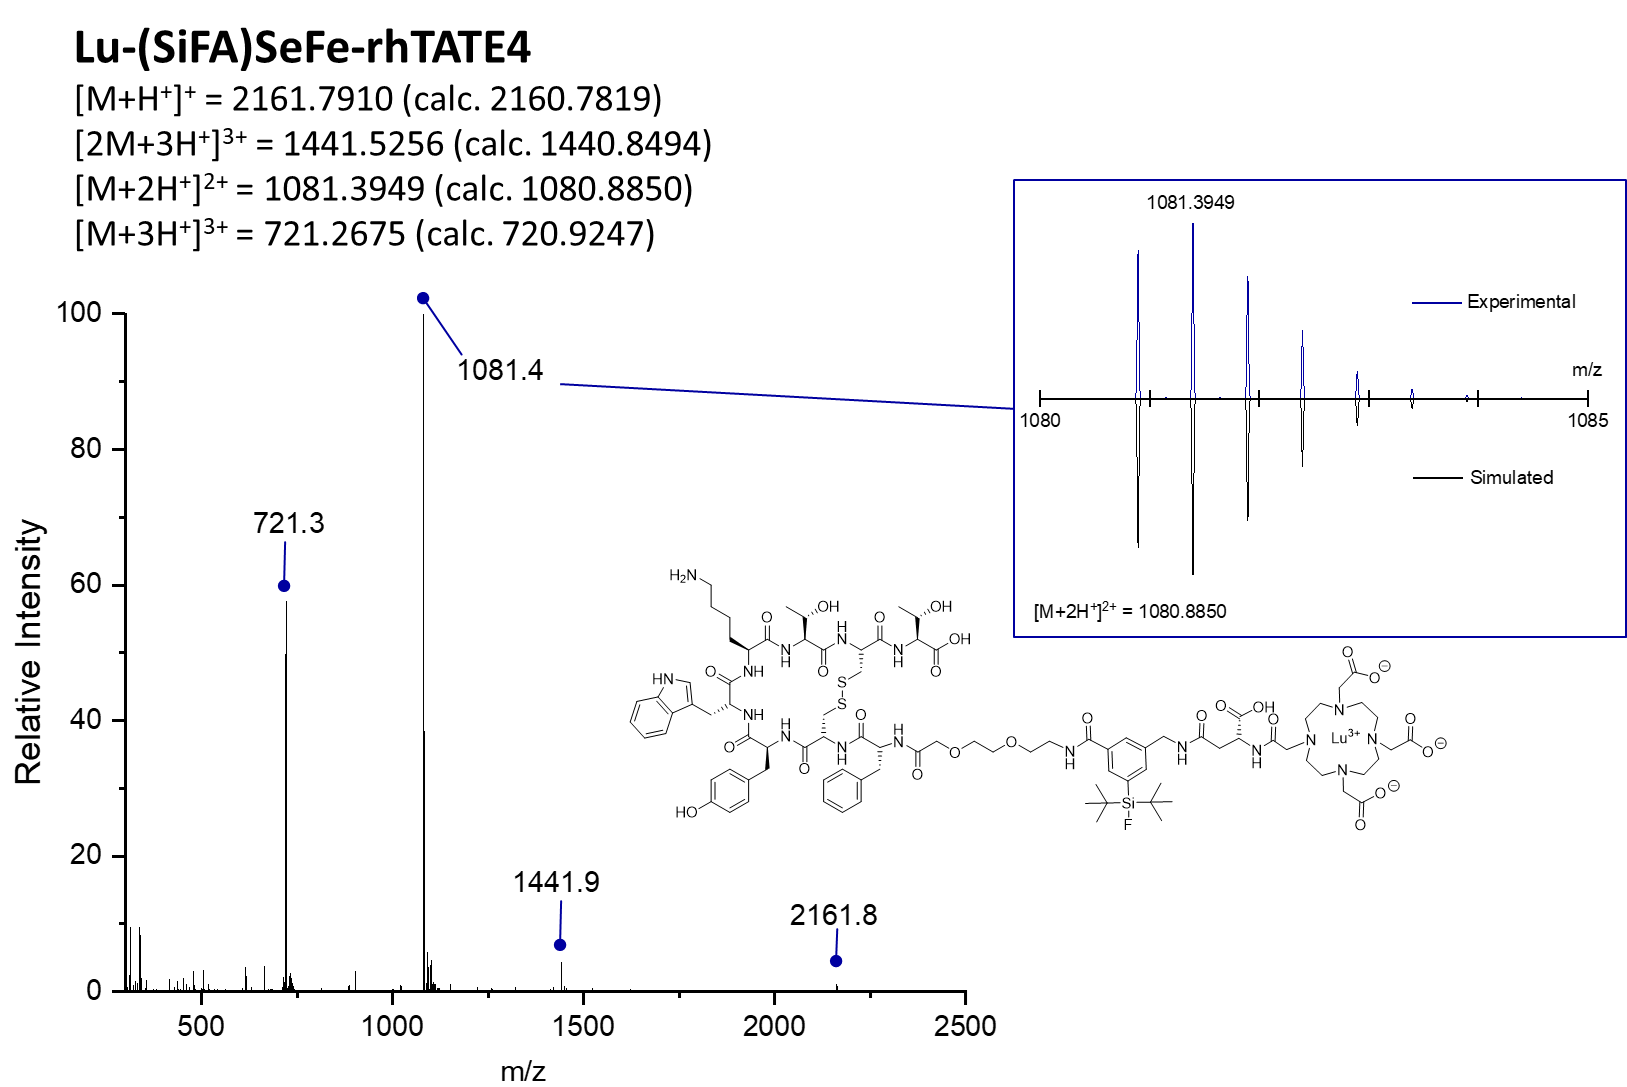 Lu-(SiFA)SeFe-rhTATE4
[M+H⁺]⁺ = 2161.7910 (calc. 2160.7819)
[2M+3H⁺]³⁺ = 1441.5256 (calc. 1440.8494)
[M+2H⁺]²⁺ = 1081.3949 (calc. 1080.8850)
[M+3H⁺]³⁺ = 721.2675 (calc. 720.9247)
1081.3949
Experimental
m/z
1080
1085
Simulated
[M+2H⁺]²⁺ = 1080.8850
Relative Intensity
100
80
60
40
20
0
1081.4
721.3
1441.9
2161.8
500
1000
1500
2000
2500
m/z
H₂N
O
OH
H
N
O
OH
OH
N
H
O
N
H
O
NH
O
HN
S
S
NH
O
H
N
O
N
H
O
H
N
O
O
O
N
H
O
HO
Si
F
N
H
O
O
OH
N
H
O
N
N
N
N
Lu³⁺
O
O⊖
O
O⊖
O⊖
O